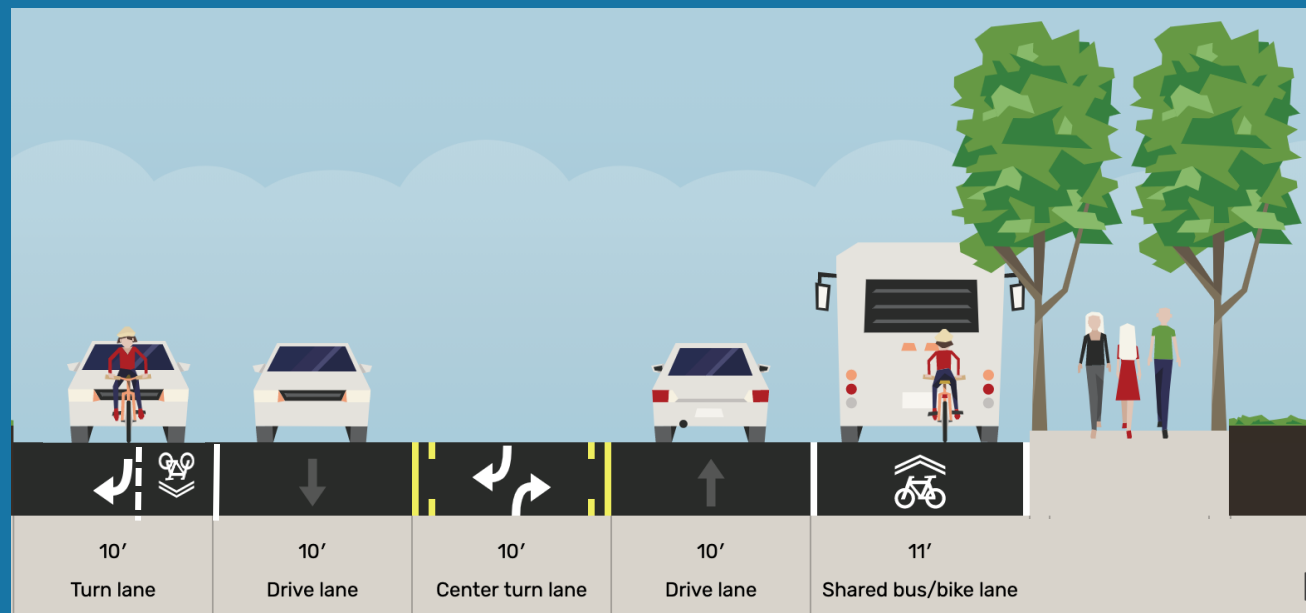 10′
Turn lane
10′
Drive lane
10′
Center turn lane
10′
Drive lane
11′
Shared bus/bike lane